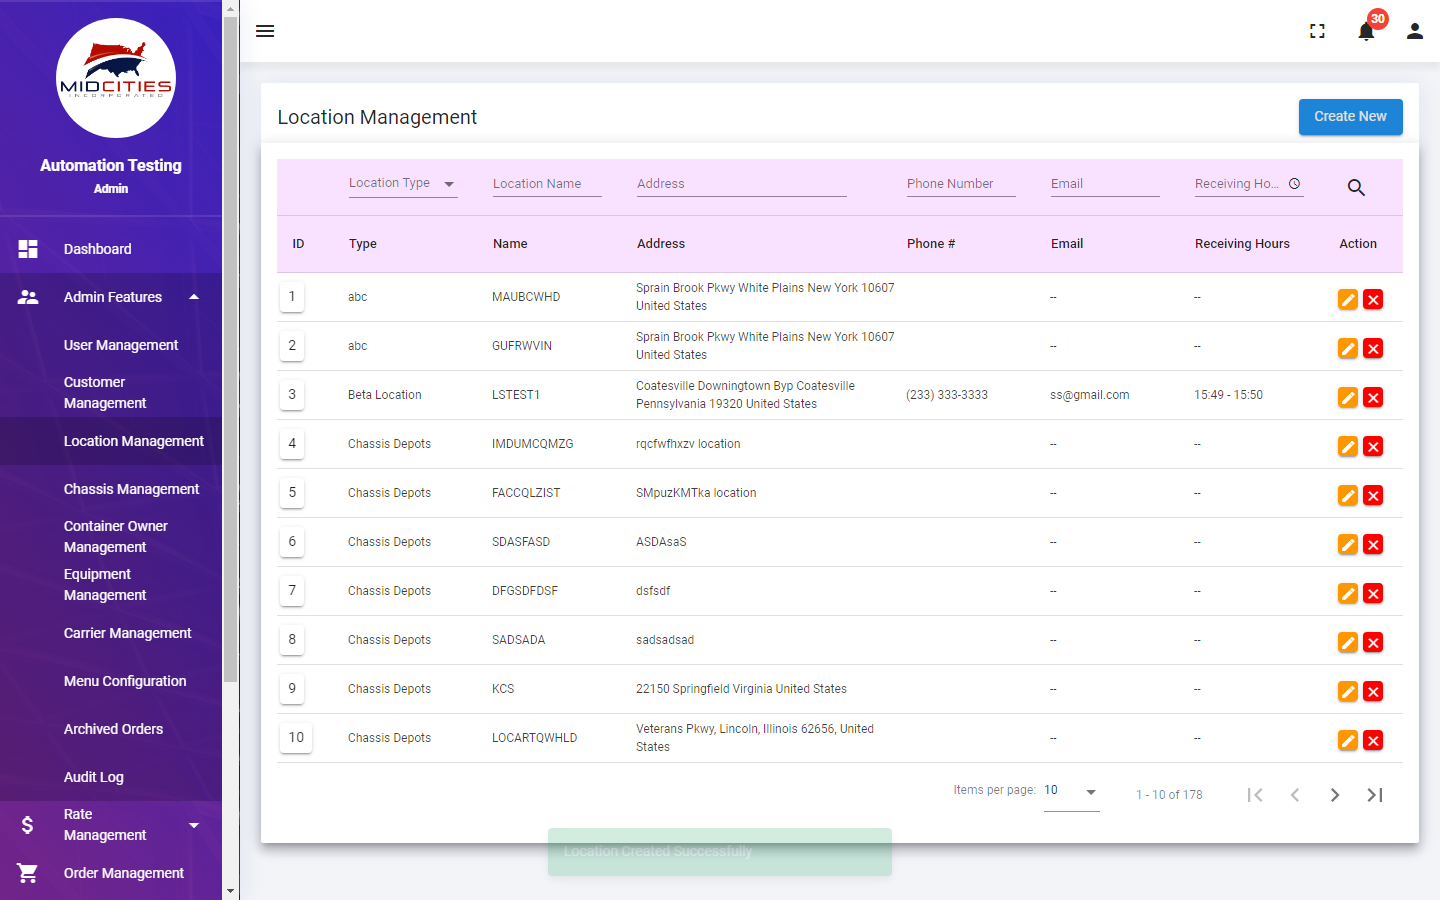 MIDCITIES
INCORPORATED
Automation Testing
Admin
Dashboard
Admin Features
User Management
Customer
Management
Location Management
Chassis Management
Container Owner
Management
Equipment
Management
Carrier Management
Menu Configuration
Archived Orders
Audit Log
Rate
Management
Order Management
30
Location Management
Create New
Location Type Location Name Address Phone Number Email Receiving Ho...
ID Type Name Address Phone # Email Receiving Hours Action
1 abc MAUBCWHD Sprain Brook Pkwy White Plains New York 10607 -- --
United States
2 abc GUFRWVIN Sprain Brook Pkwy White Plains New York 10607 -- --
United States
3 Beta Location LSTEST1 Coatesville Downingtown Byp Coatesville (233) 333-3333 ss@gmail.com 15:49 - 15:50
Pennsylvania 19320 United States
4 Chassis Depots IMDUMCQMZG rqcfwfhxzv location -- --
5 Chassis Depots FACCQLZIST SMpuzKMTka location -- --
6 Chassis Depots SDASFASD ASDAsaS -- --
7 Chassis Depots DFGSDFDSF dsfsdf -- --
8 Chassis Depots SADSADA sadsadsad -- --
9 Chassis Depots KCS 22150 Springfield Virginia United States -- --
10 Chassis Depots LOCARTQWHLD Veterans Pkwy, Lincoln, Illinois 62656, United -- --
States
Items per page: 10 1 - 10 of 178
Location Created Successfully